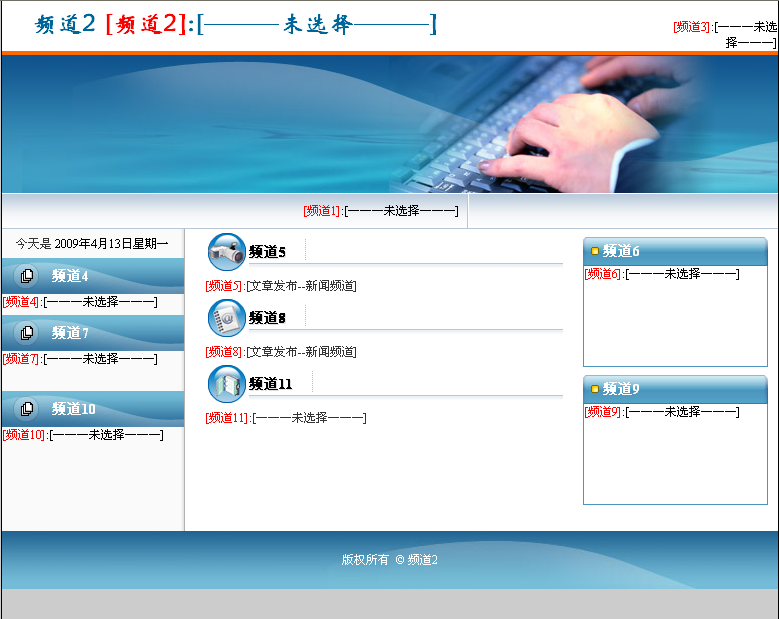 频道2 [频道2]:[————未选择————]
[频道3]:[———未选
择———]
[频道1]:[———未选择———]
今天是 2009年4月13日星期一
频道4
[频道4]:[———未选择———]
频道7
[频道7]:[———未选择———]
频道10
[频道10]:[———未选择———]
频道5
[频道5]:[文章发布--新闻频道]
频道8
[频道8]:[文章发布--新闻频道]
频道11
[频道11]:[———未选择———]
频道6
[频道6]:[———未选择———]
频道9
[频道9]:[———未选择———]
版权所有 © 频道2